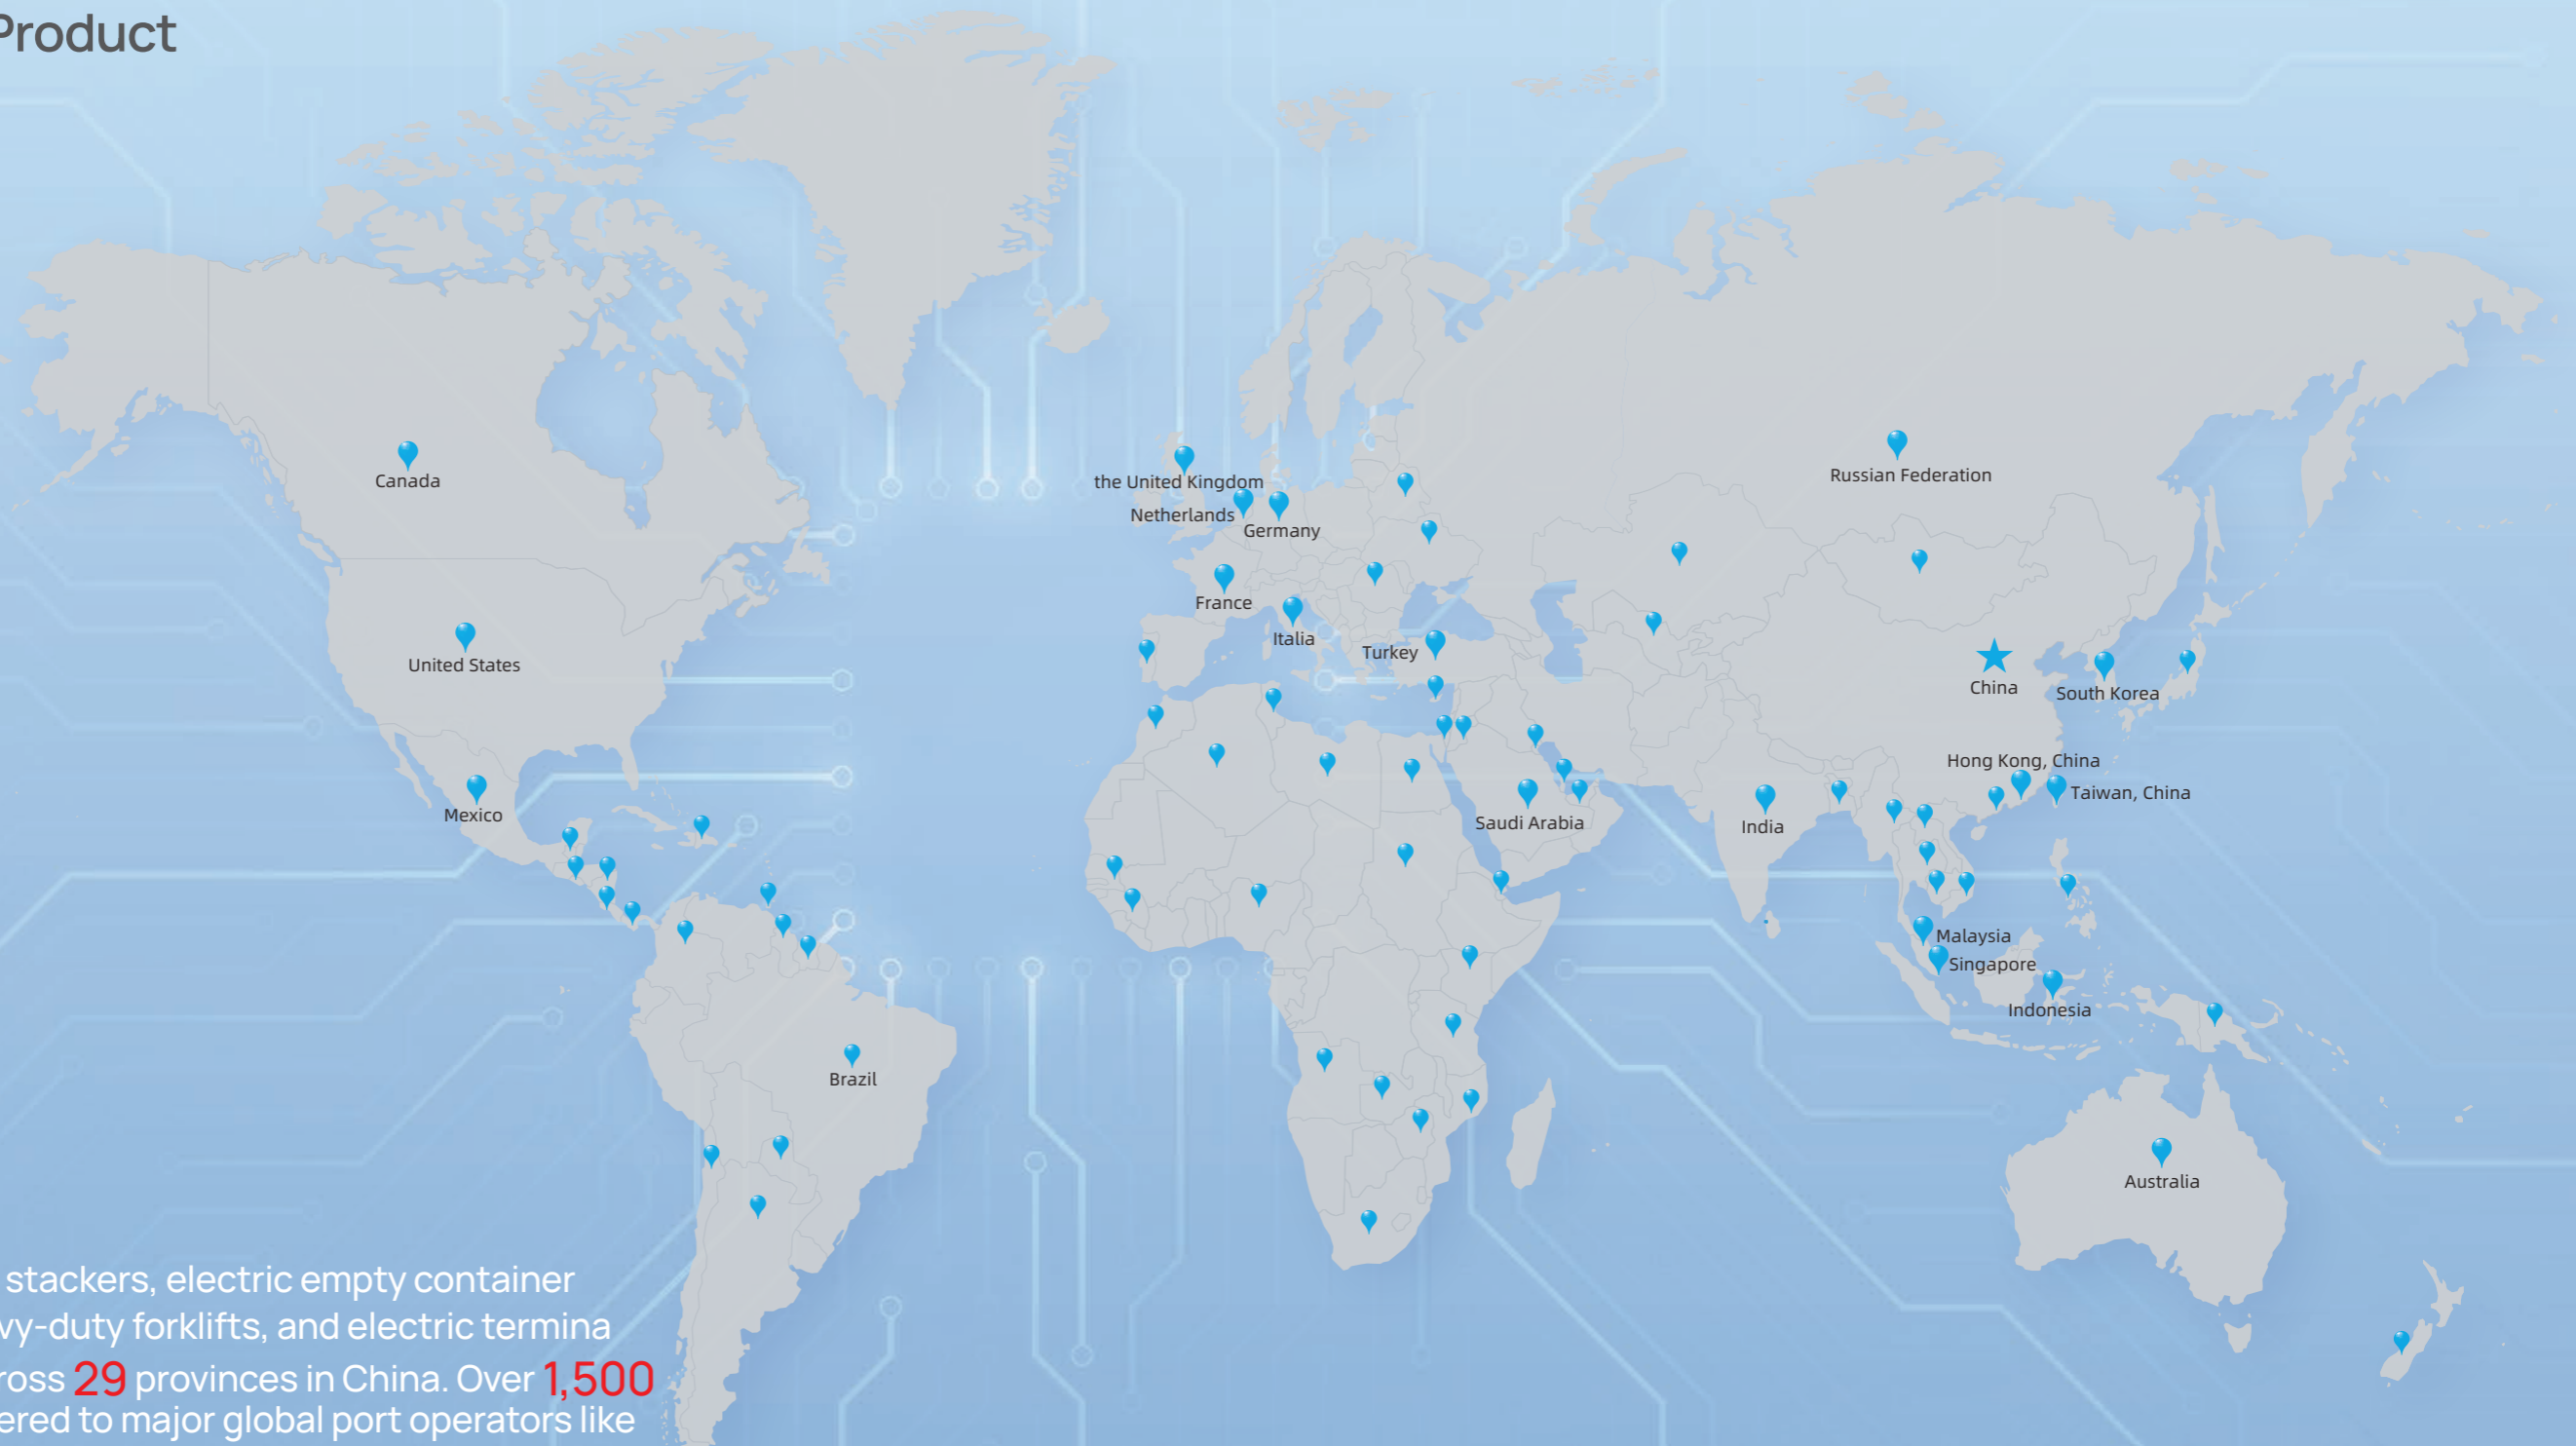 Product
Canada
the United Kingdom
Netherlands
Germany
Russian Federation
France
Italia
Turkey
United States
China
South Korea
Hong Kong, China
Taiwan, China
Mexico
Saudi Arabia
India
Malaysia
Singapore
Indonesia
Brazil
Australia
stackers, electric empty container
vy-duty forklifts, and electric termina
ross 29 provinces in China. Over 1,500
ered to major global port operators like